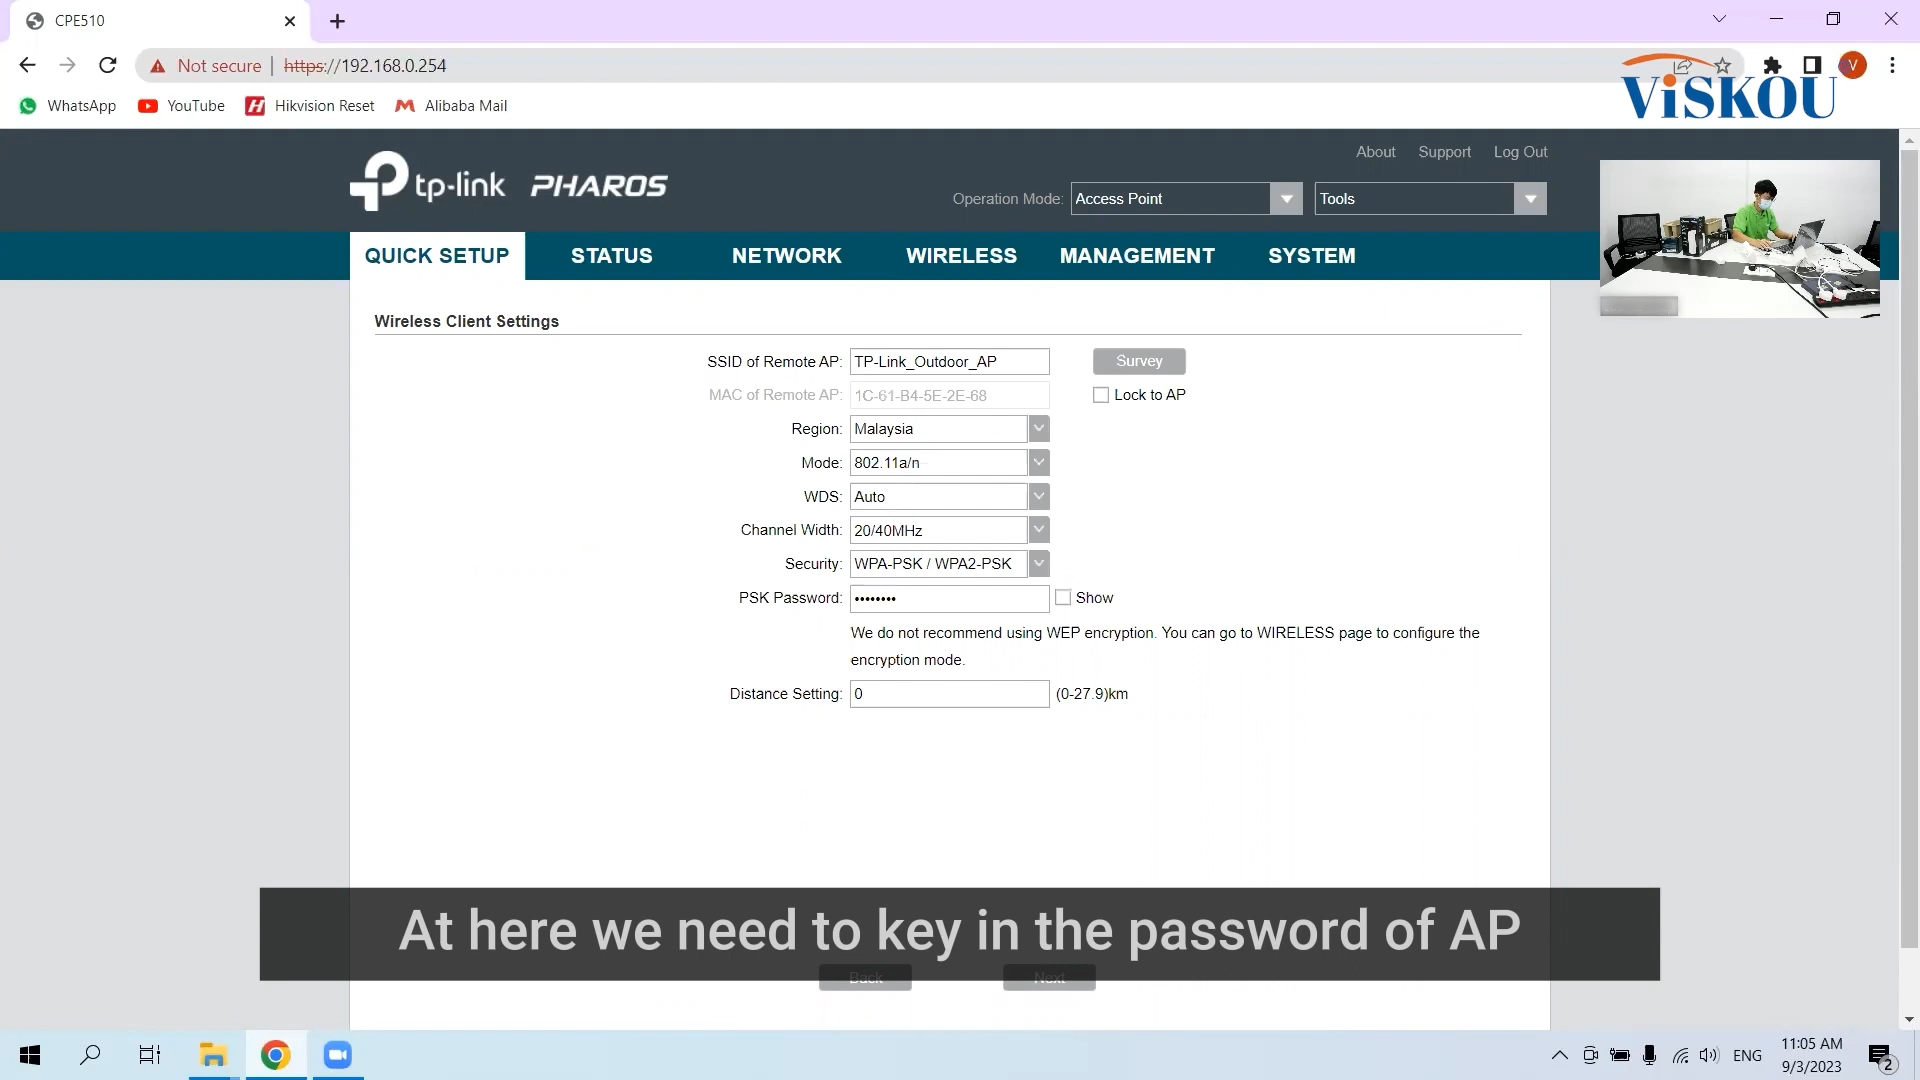 CPE510
Not secure | https://192.168.0.254
WhatsApp YouTube Hikvision Reset Alibaba Mail
V
ViSKOU
About Support Log Out
tp-link PHAROS
Operation Mode: Access Point Tools
QUICK SETUP STATUS NETWORK WIRELESS MANAGEMENT SYSTEM
Wireless Client Settings
SSID of Remote AP: TP-Link_Outdoor_AP Survey
MAC of Remote AP: 1C-61-B4-5E-2E-68 Lock to AP
Region: Malaysia
Mode: 802.11a/n
WDS: Auto
Channel Width: 20/40MHz
Security: WPA-PSK / WPA2-PSK
PSK Password: •••••••• Show
We do not recommend using WEP encryption. You can go to WIRELESS page to configure the
encryption mode.
Distance Setting: 0 (0-27.9)km
At here we need to key in the password of AP
Back Next
ENG 11:05 AM
9/3/2023
2